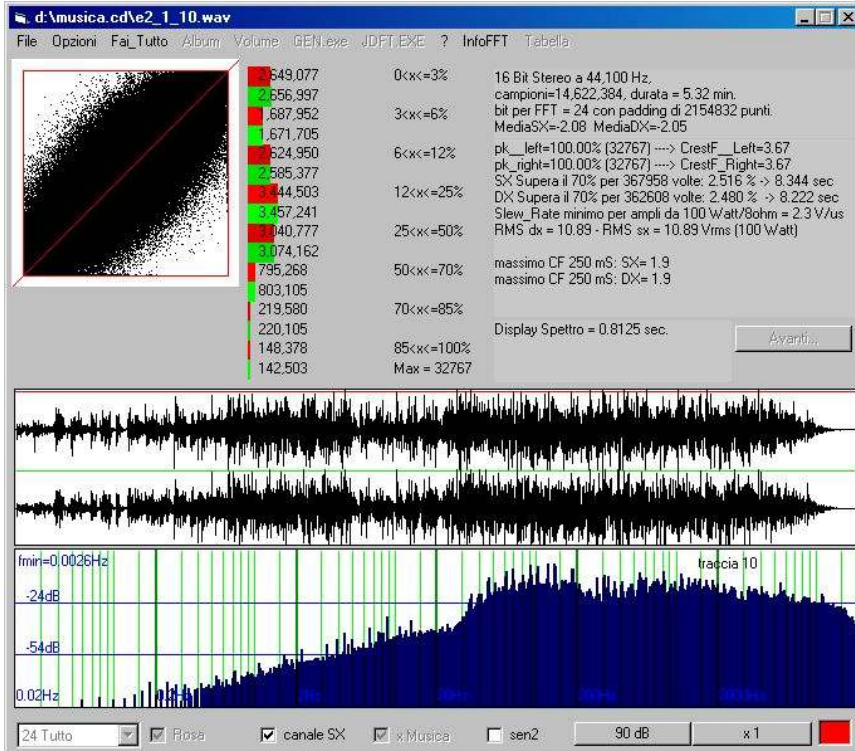 d:\musica.cd\e2_1_10.wav
File Opzioni Fai_Tutto Album Volume GEN.exe JDFT.EXE ? InfoFFT Tabella
2,649,077 0<x<=3%
2,656,997
1,687,952 3<x<=6%
1,671,705
2,624,950 6<x<=12%
2,585,377
3,444,503 12<x<=25%
3,457,241
3,040,777 25<x<=50%
3,074,162
795,268 50<x<=70%
803,105
219,580 70<x<=85%
220,105
148,378 85<x<=100%
142,503 Max = 32767
16 Bit Stereo a 44,100 Hz,
campioni=14,622,384, durata = 5.32 min.
bit per FFT = 24 con padding di 2154832 punti.
MediaSX=-2.08 MediaDX=-2.05
pk__left=100.00% (32767) ----> CrestF__Left=3.67
pk_right=100.00% (32767) ----> CrestF_Right=3.67
SX Supera il 70% per 367958 volte: 2.516 % -> 8.344 sec
DX Supera il 70% per 362608 volte: 2.480 % -> 8.222 sec
Slew_Rate minimo per ampli da 100 Watt/8ohm = 2.3 V/us
RMS dx = 10.89 - RMS sx = 10.89 Vrms (100 Watt)
massimo CF 250 mS: SX= 1.9
massimo CF 250 mS: DX= 1.9
Display Spettro = 0.8125 sec.
Avanti...
fmin=0.0026Hz
traccia 10
-24dB
-54dB
0.02Hz 0.2Hz 2Hz 20Hz 200Hz 2000Hz
24 Tutto Rosa canale SX x Musica sen2 90 dB x 1